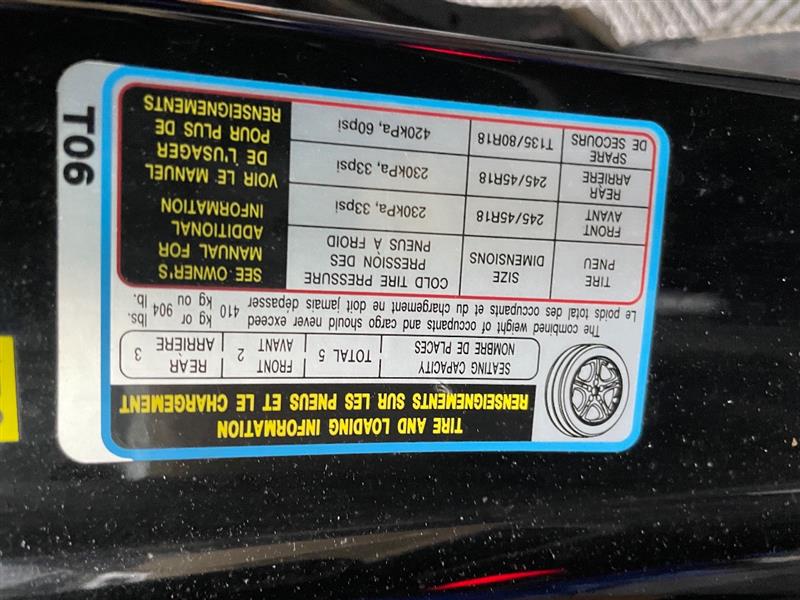 TIRE AND LOADING INFORMATION
RENSEIGNEMENTS SUR LES PNEUS ET LE CHARGEMENT
SEATING CAPACITY
NOMBRE DE PLACES
TOTAL 5
FRONT
AVANT
2
REAR
ARRIÈRE
3
The combined weight of occupants and cargo should never exceed 410 kg or 904 lbs.
Le poids total des occupants et du chargement ne doit jamais dépasser 410 kg ou 904 lb.
TIRE
PNEU
SIZE
DIMENSIONS
COLD TIRE PRESSURE
PRESSION DES
PNEUS À FROID
FRONT
AVANT
245/45R18
230kPa, 33psi
REAR
ARRIÈRE
245/45R18
230kPa, 33psi
SPARE
DE SECOURS
T135/80R18
420kPa, 60psi
SEE OWNER'S
MANUAL FOR
ADDITIONAL
INFORMATION
VOIR LE MANUEL
DE L'USAGER
POUR PLUS DE
RENSEIGNEMENTS
T06